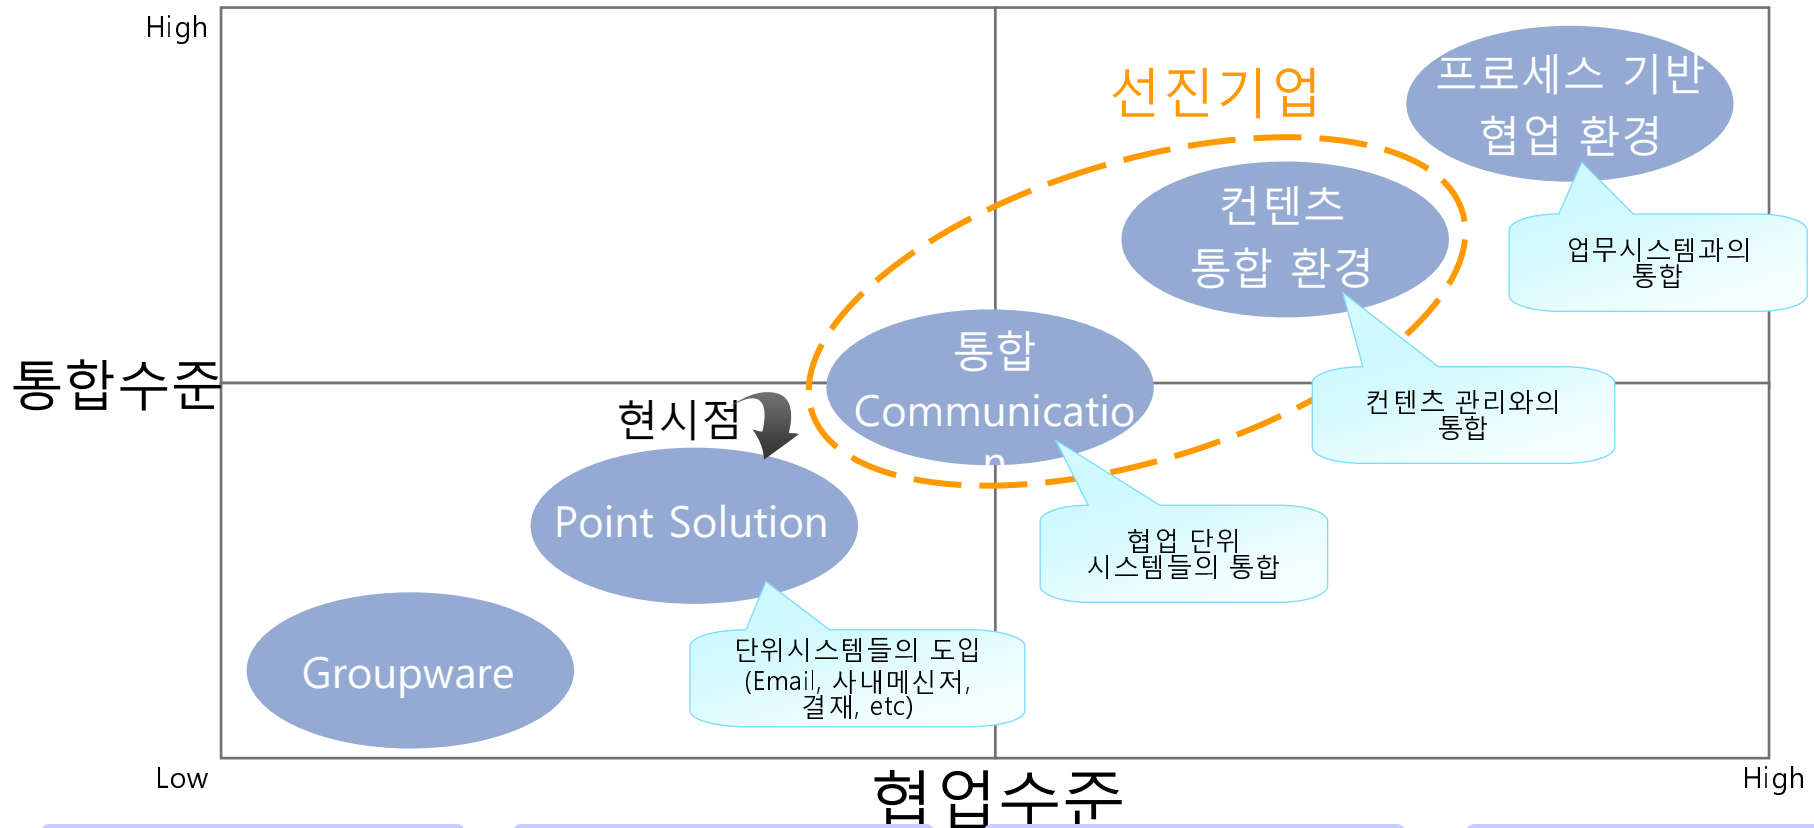 High
선진기업
프로세스 기반
협업 환경
컨텐츠
통합 환경
업무시스템과의
통합
통합수준
통합
Communicatio
n
현시점
컨텐츠 관리와의
통합
Point Solution
협업 단위
시스템들의 통합
단위시스템들의 도입
(Email, 사내메신저,
결재, etc)
Groupware
Low
협업수준
High